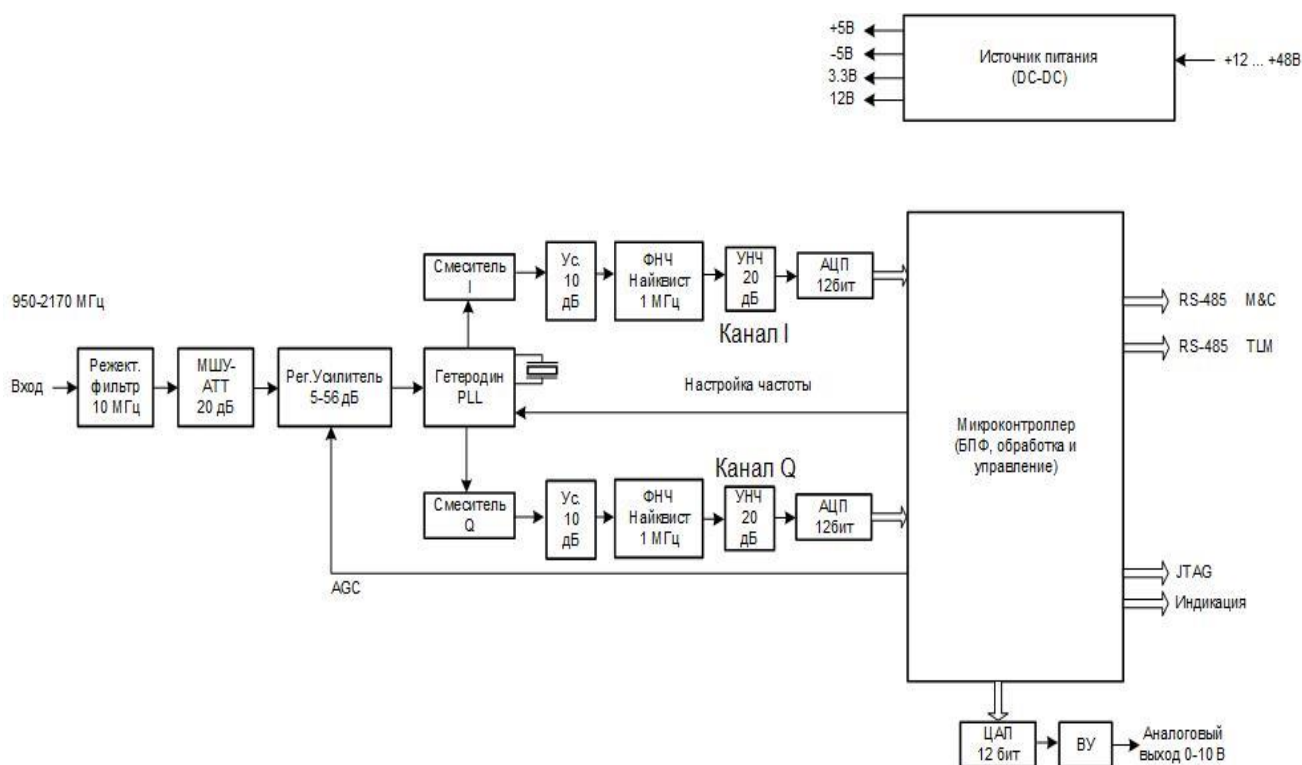 +5В
-5В
3.3В
12В
Источник питания
(DC-DC)
+12 ... +48В
950-2170 МГц
Вход
Режект.
фильтр
10 МГц
МШУ-
АТТ
20 дБ
Рег.Усилитель
5-56 дБ
Гетеродин
PLL
Смеситель
I
Ус.
10
дБ
ФНЧ
Найквист
1 МГц
УНЧ
20
дБ
АЦП
12бит
Канал I
Настройка частоты
Канал Q
Смеситель
Q
Ус.
10
дБ
ФНЧ
Найквист
1 МГц
УНЧ
20
дБ
АЦП
12бит
AGC
Микроконтроллер
(БПФ, обработка и
управление)
RS-485 M&C
RS-485 TLM
JTAG
Индикация
ЦАП
12 бит
ВУ
Аналоговый
выход 0-10 В